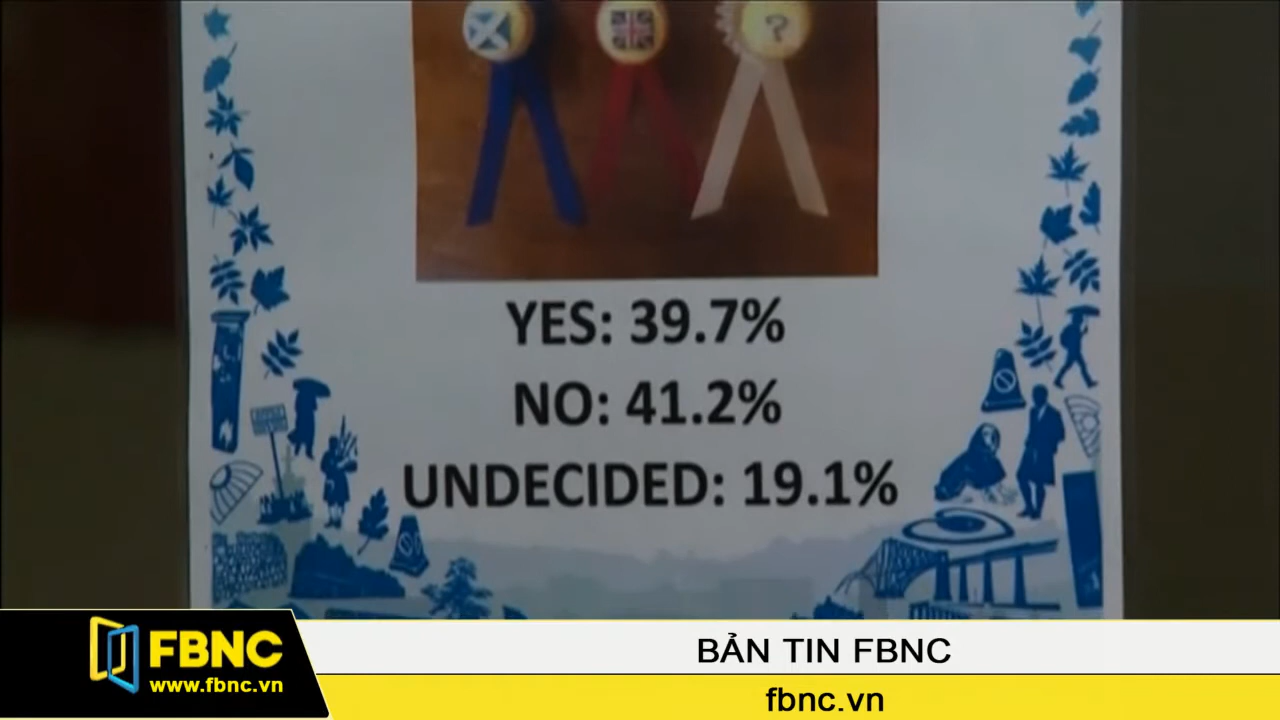 ?
YES: 39.7%
NO: 41.2%
UNDECIDED: 19.1%
FBNC
www.fbnc.vn
BẢN TIN FBNC
fbnc.vn